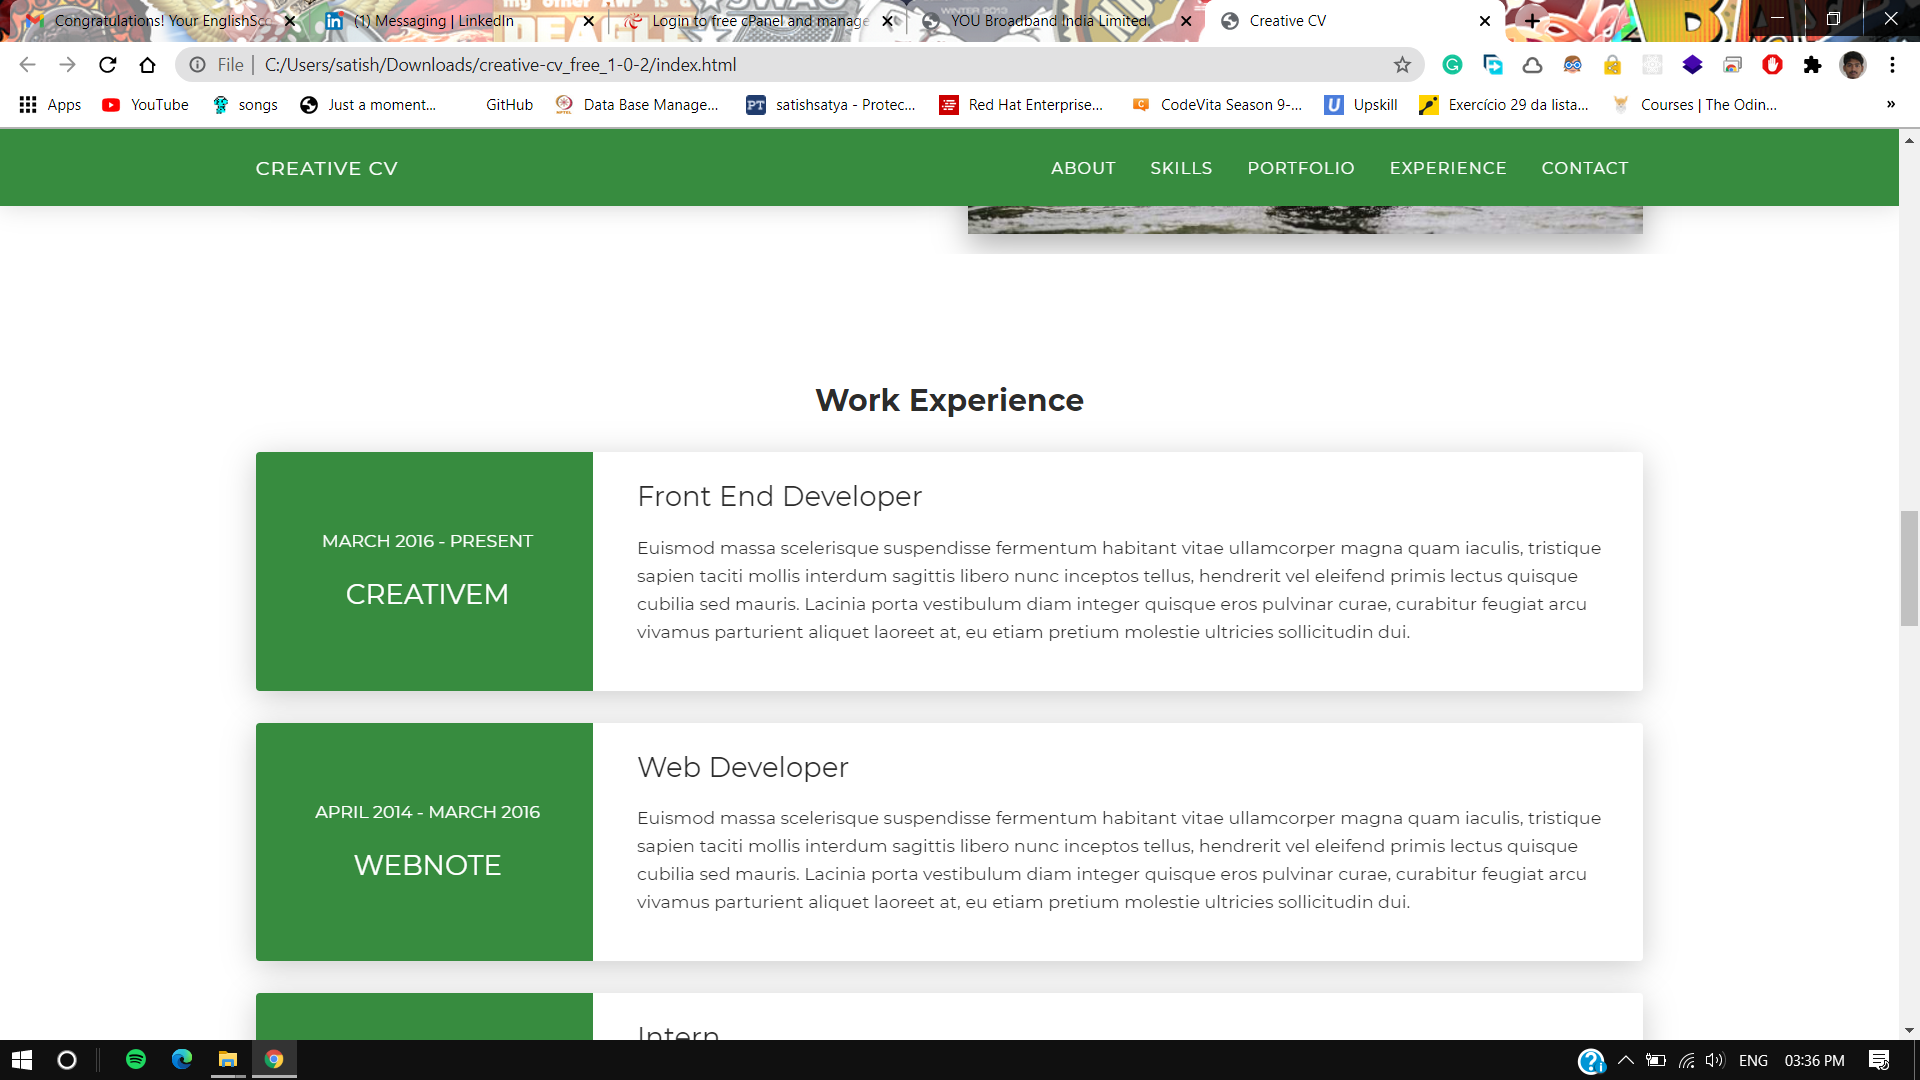 Congratulations! Your EnglishSco
(1) Messaging | LinkedIn
Login to free cPanel and manage
YOU Broadband India Limited.
Creative CV
File | C:/Users/satish/Downloads/creative-cv_free_1-0-2/index.html
Apps
YouTube
songs
Just a moment...
GitHub
Data Base Manage...
satishsatya - Protec...
Red Hat Enterprise...
CodeVita Season 9-...
Upskill
Exercício 29 da lista...
Courses | The Odin...
»
CREATIVE CV
ABOUT
SKILLS
PORTFOLIO
EXPERIENCE
CONTACT
Work Experience
MARCH 2016 - PRESENT
CREATIVEM
Front End Developer
Euismod massa scelerisque suspendisse fermentum habitant vitae ullamcorper magna quam iaculis, tristique
sapien taciti mollis interdum sagittis libero nunc inceptos tellus, hendrerit vel eleifend primis lectus quisque
cubilia sed mauris. Lacinia porta vestibulum diam integer quisque eros pulvinar curae, curabitur feugiat arcu
vivamus parturient aliquet laoreet at, eu etiam pretium molestie ultricies sollicitudin dui.
APRIL 2014 - MARCH 2016
WEBNOTE
Web Developer
Euismod massa scelerisque suspendisse fermentum habitant vitae ullamcorper magna quam iaculis, tristique
sapien taciti mollis interdum sagittis libero nunc inceptos tellus, hendrerit vel eleifend primis lectus quisque
cubilia sed mauris. Lacinia porta vestibulum diam integer quisque eros pulvinar curae, curabitur feugiat arcu
vivamus parturient aliquet laoreet at, eu etiam pretium molestie ultricies sollicitudin dui.
Intern
ENG
03:36 PM